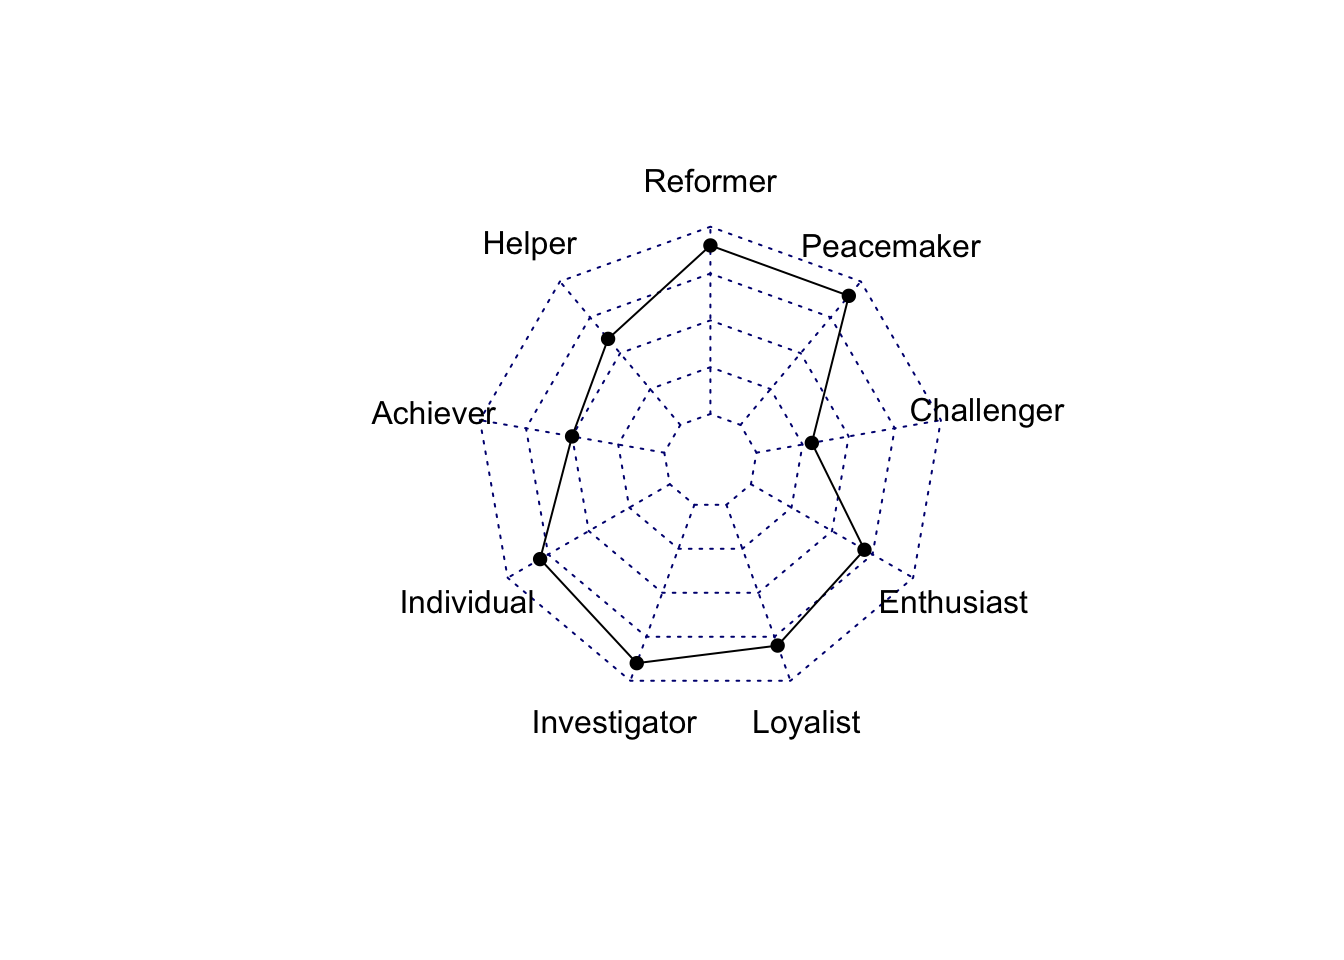 Reformer
Helper
Peacemaker
Achiever
Challenger
Individual
Enthusiast
Investigator
Loyalist